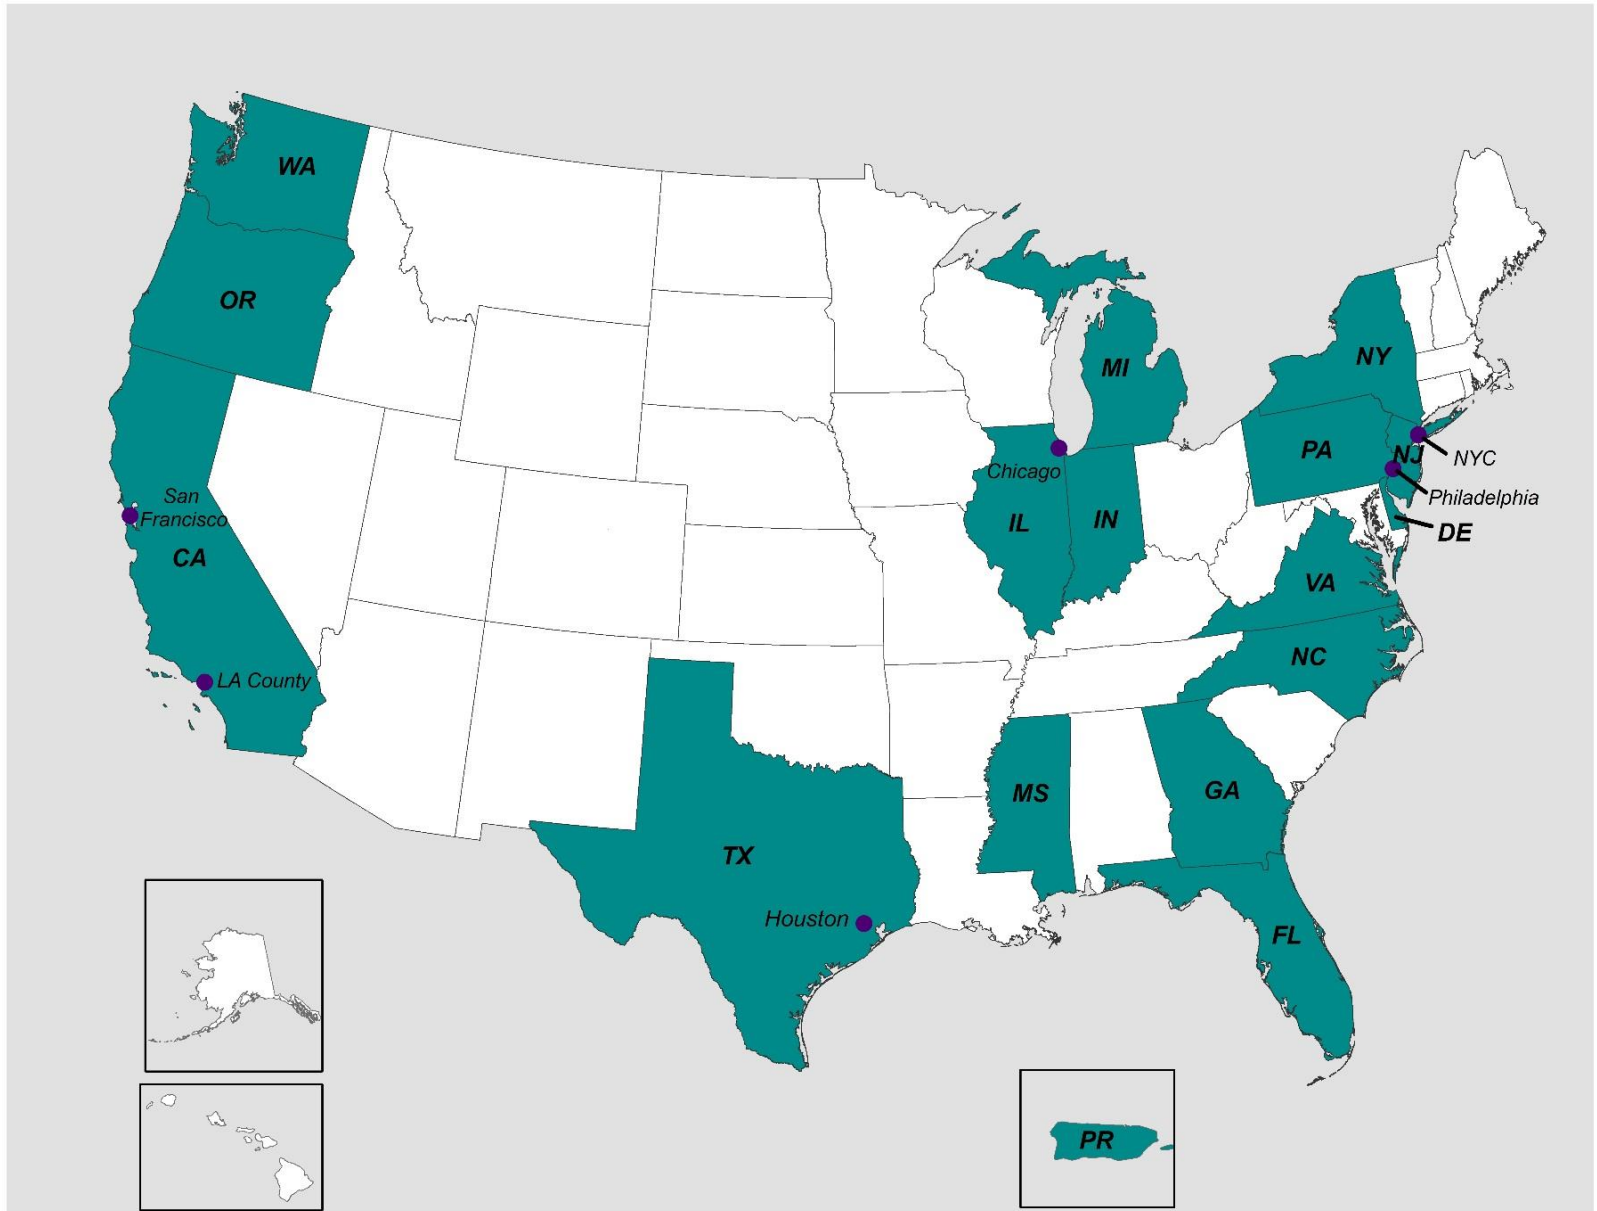 WA
OR
MI
NY
PA
NJ
NYC
Chicago
San
Francisco
Philadelphia
IL
IN
DE
CA
VA
NC
LA County
MS
GA
TX
Houston
FL
PR